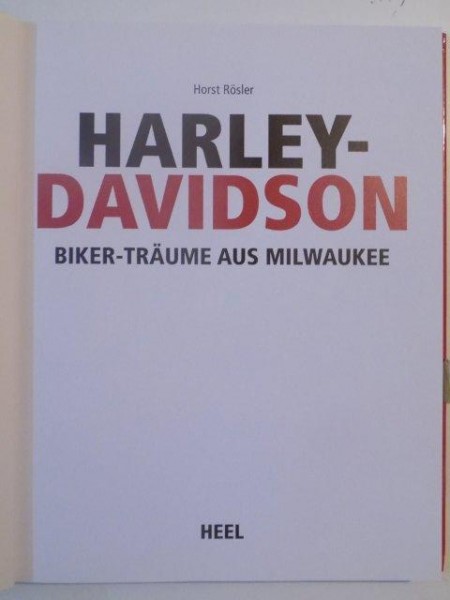 Horst Rösler
HARLEY-
DAVIDSON
BIKER-TRÄUME AUS MILWAUKEE
HEEL